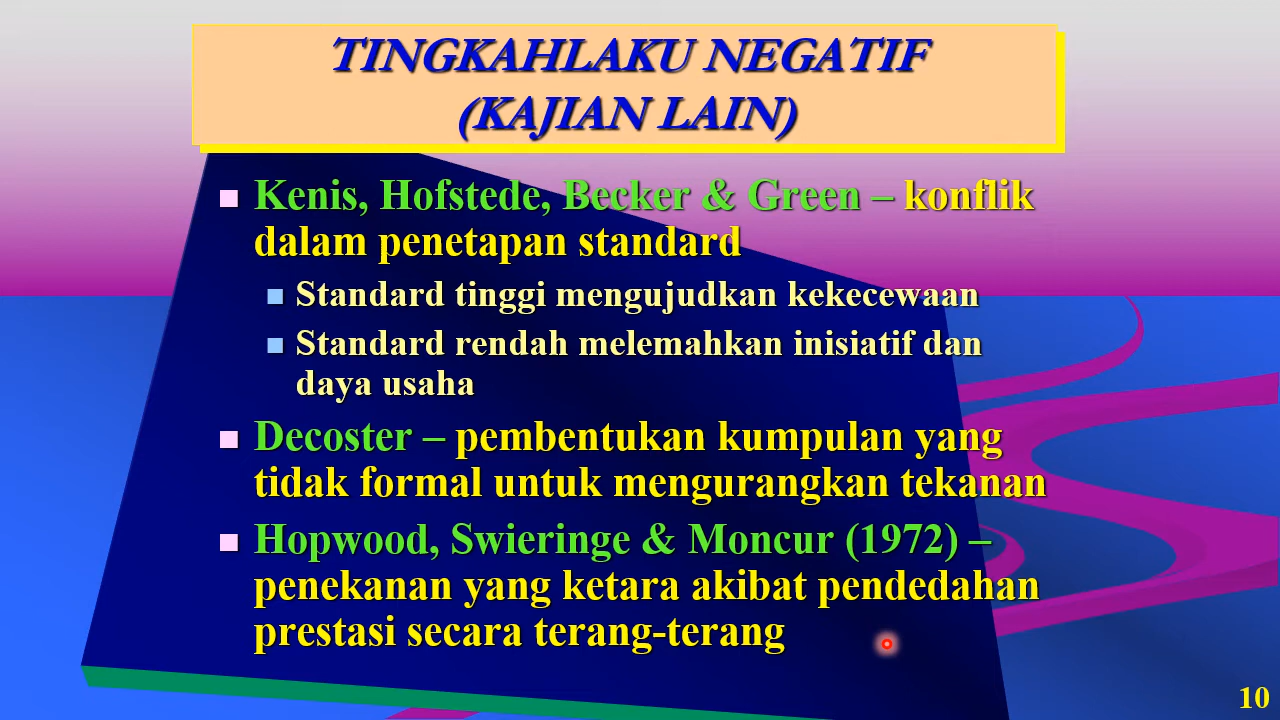 TINGKAHLAKU NEGATIF
(KAJIAN LAIN)
Kenis, Hofstede, Becker & Green – konflik
dalam penetapan standard
Standard tinggi mengujudkan kekecewaan
Standard rendah melemahkan inisiatif dan
daya usaha
Decoster – pembentukan kumpulan yang
tidak formal untuk mengurangkan tekanan
Hopwood, Swieringe & Moncur (1972) –
penekanan yang ketara akibat pendedahan
prestasi secara terang-terang
10